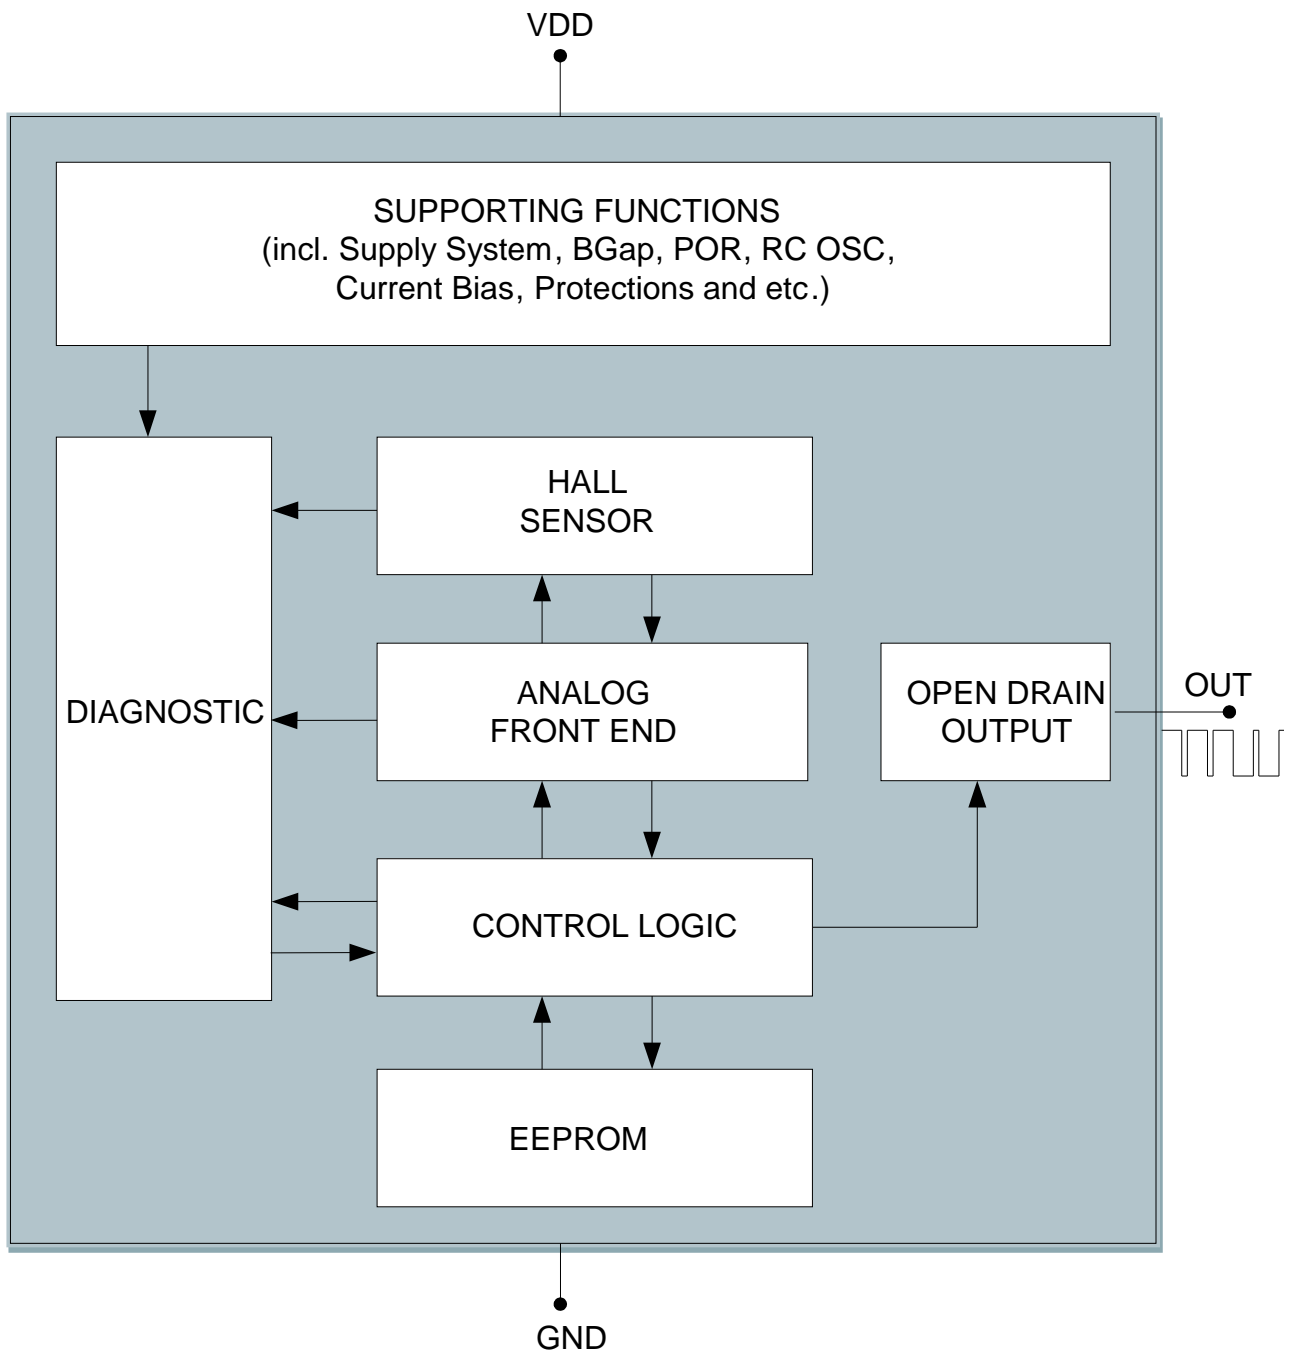 VDD
SUPPORTING FUNCTIONS
(incl. Supply System, BGap, POR, RC OSC,
Current Bias, Protections and etc.)
HALL
SENSOR
DIAGNOSTIC
ANALOG
FRONT END
OPEN DRAIN
OUTPUT
OUT
CONTROL LOGIC
EEPROM
GND